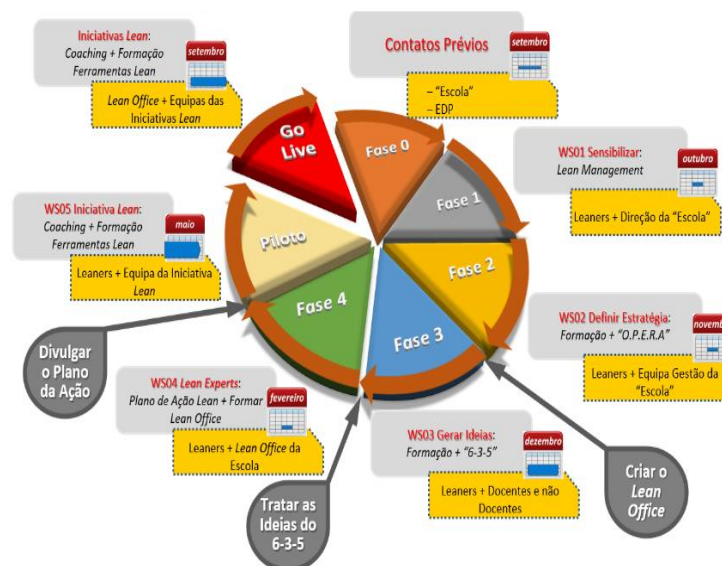 Iniciativas Lean:
Coaching + Formação
Ferramentas Lean
setembro
Lean Office + Equipas das
Iniciativas Lean
Contatos Prévios
setembro
– "Escola"
– EDP
Go
Live
Fase 0
Fase 1
Fase 2
Fase 3
Fase 4
Piloto
WS01 Sensibilizar:
Lean Management
outubro
Leaners + Direção da "Escola"
WS05 Iniciativa Lean:
Coaching + Formação
Ferramentas Lean
maio
Leaners + Equipa da Iniciativa
Lean
WS02 Definir Estratégia:
Formação + "O.P.E.R.A"
novemb
Leaners + Equipa Gestão da
"Escola"
Divulgar
o Plano
da Ação
WS04 Lean Experts:
Plano de Ação Lean + Formar
Lean Office
fevereiro
Leaners + Lean Office da
Escola
WS03 Gerar Ideias:
Formação + "6-3-5"
dezembro
Leaners + Docentes e não
Docentes
Criar o
Lean
Office
Tratar as
Ideias do
6-3-5